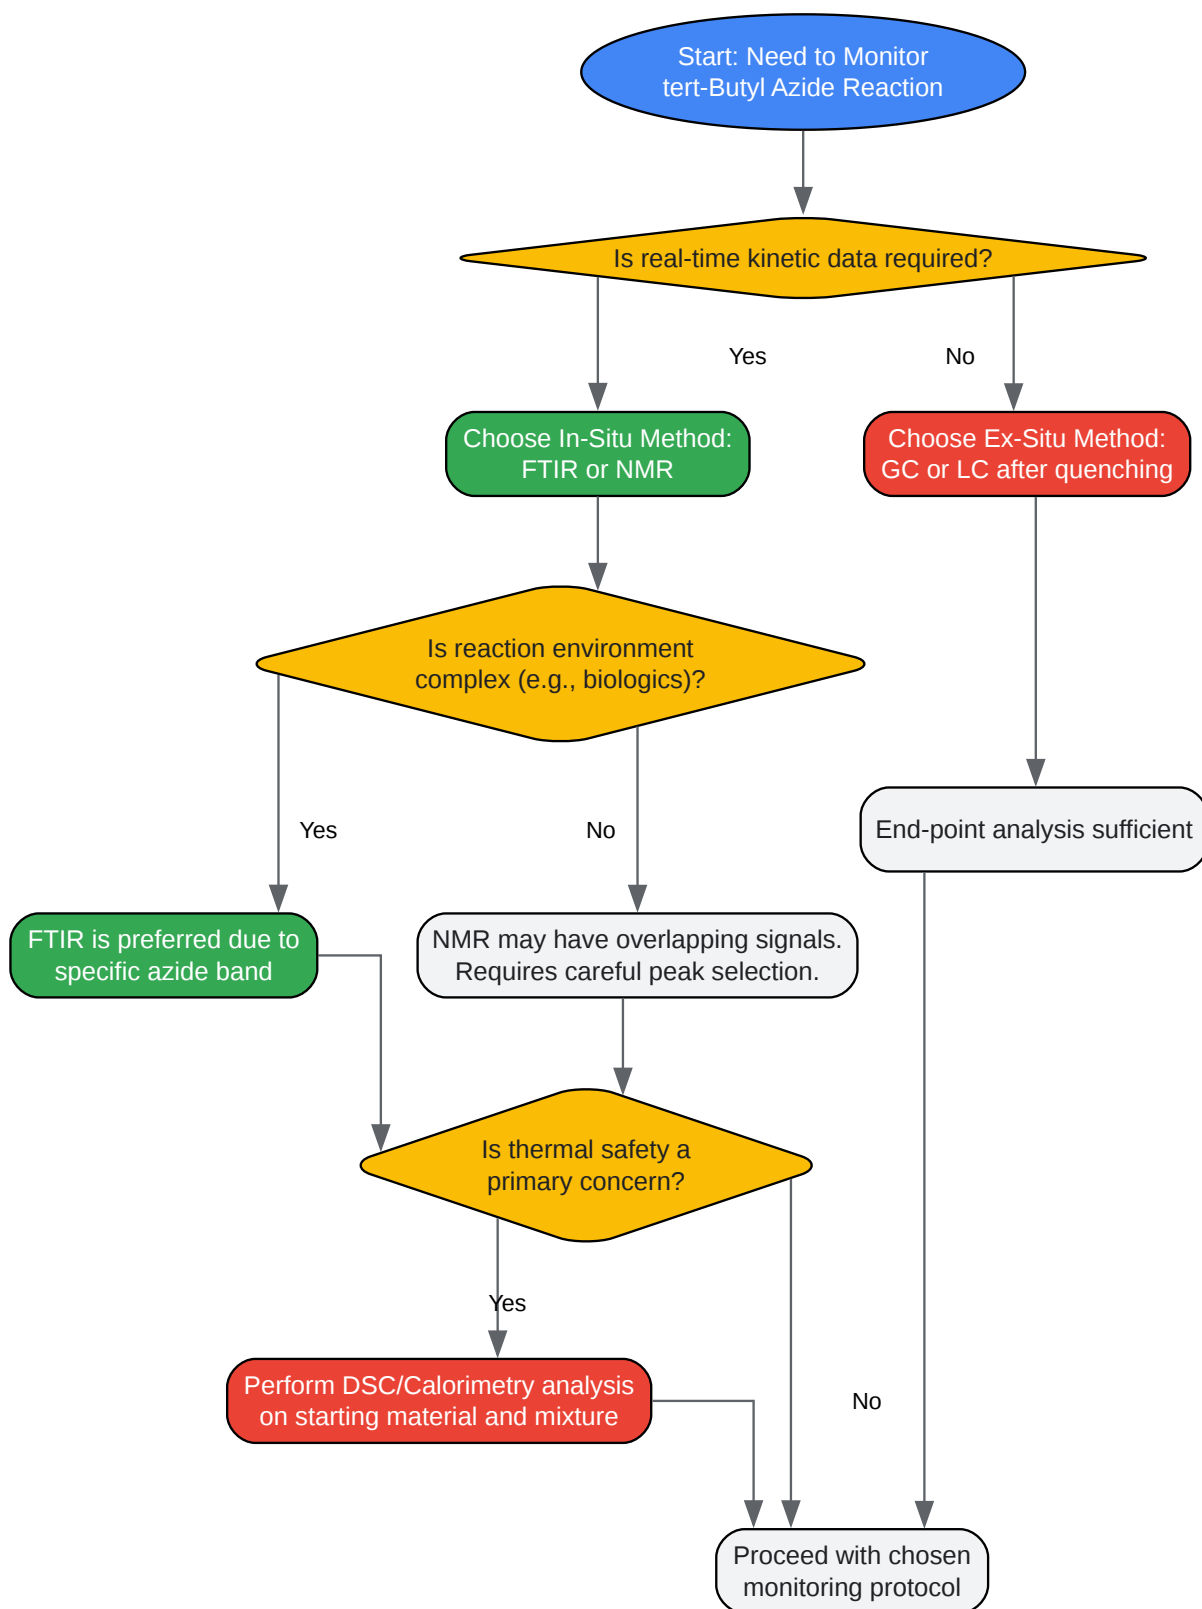 Start: Need to Monitor
tert-Butyl Azide Reaction
Is real-time kinetic data required?
Yes
No
Choose In-Situ Method:
FTIR or NMR
Choose Ex-Situ Method:
GC or LC after quenching
Is reaction environment
complex (e.g., biologics)?
Yes
No
End-point analysis sufficient
FTIR is preferred due to
specific azide band
NMR may have overlapping signals.
Requires careful peak selection.
Is thermal safety a
primary concern?
Yes
Perform DSC/Calorimetry analysis
on starting material and mixture
No
Proceed with chosen
monitoring protocol